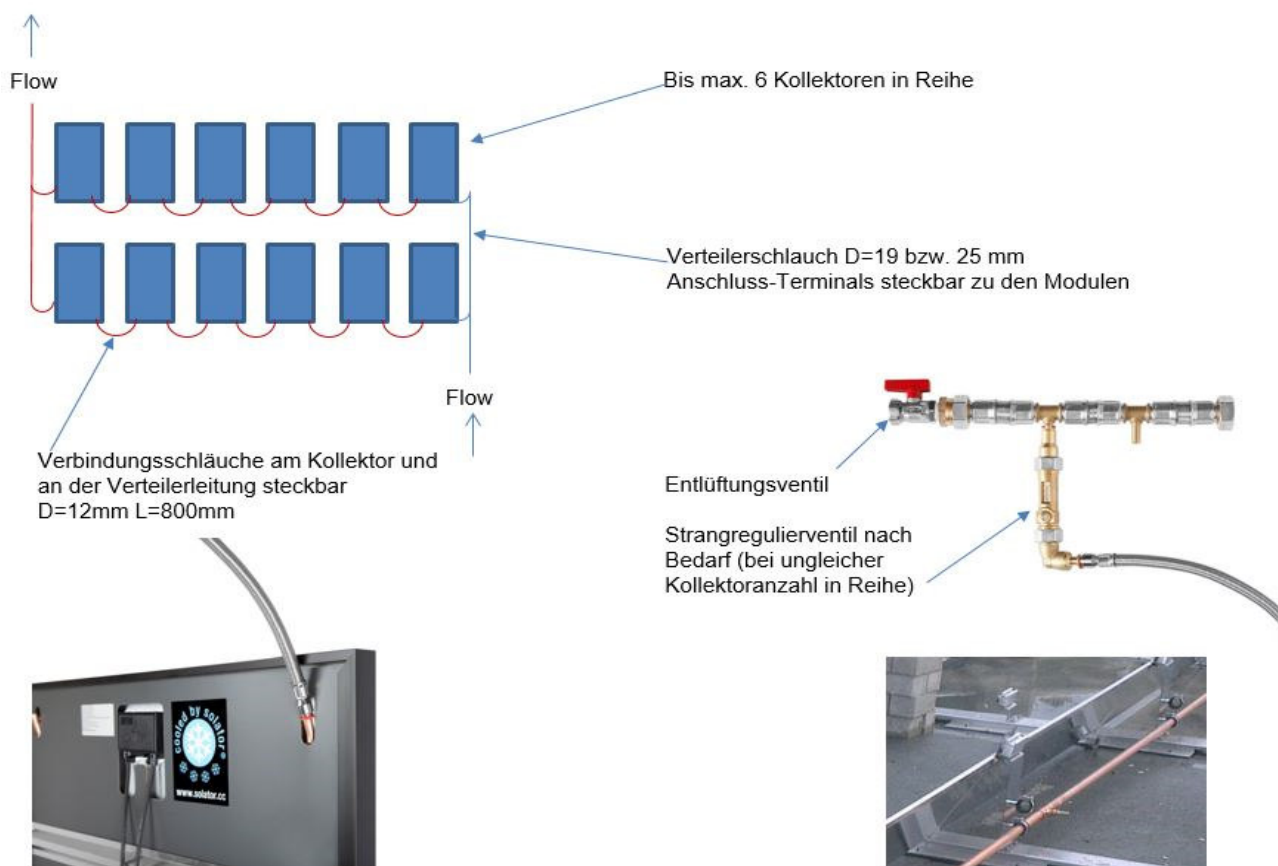 Flow
Bis max. 6 Kollektoren in Reihe
Verteilerschlauch D=19 bzw. 25 mm
Anschluss-Terminals steckbar zu den Modulen
Flow
Verbindungsschläuche am Kollektor und
an der Verteilerleitung steckbar
D=12mm L=800mm
Entlüftungsventil
Strangregulierventil nach
Bedarf (bei ungleicher
Kollektoranzahl in Reihe)
cooled by solator
www.solator.cc